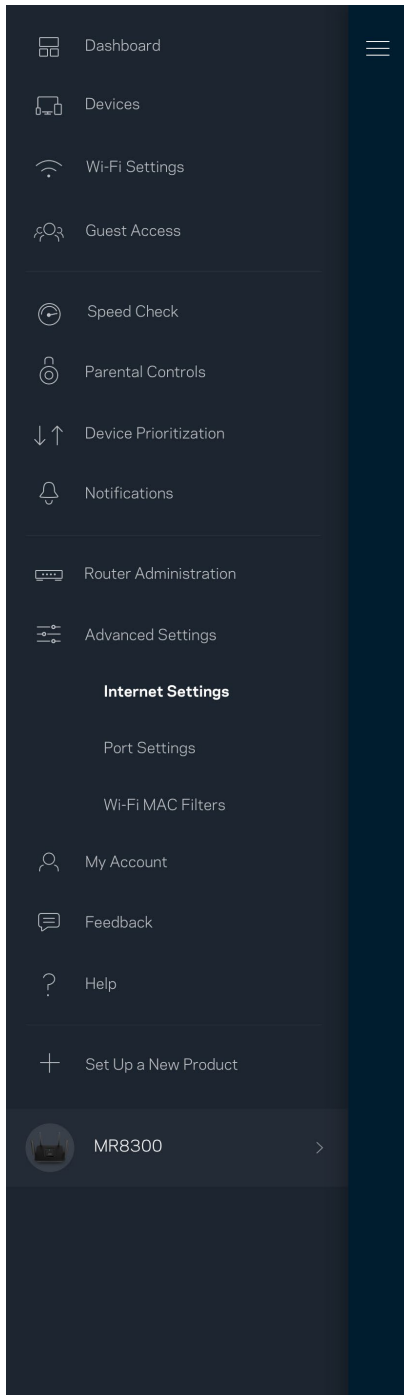 Dashboard
Devices
Wi-Fi Settings
Guest Access
Speed Check
Parental Controls
Device Prioritization
Notifications
Router Administration
Advanced Settings
Internet Settings
Port Settings
Wi-Fi MAC Filters
My Account
Feedback
Help
Set Up a New Product
MR8300